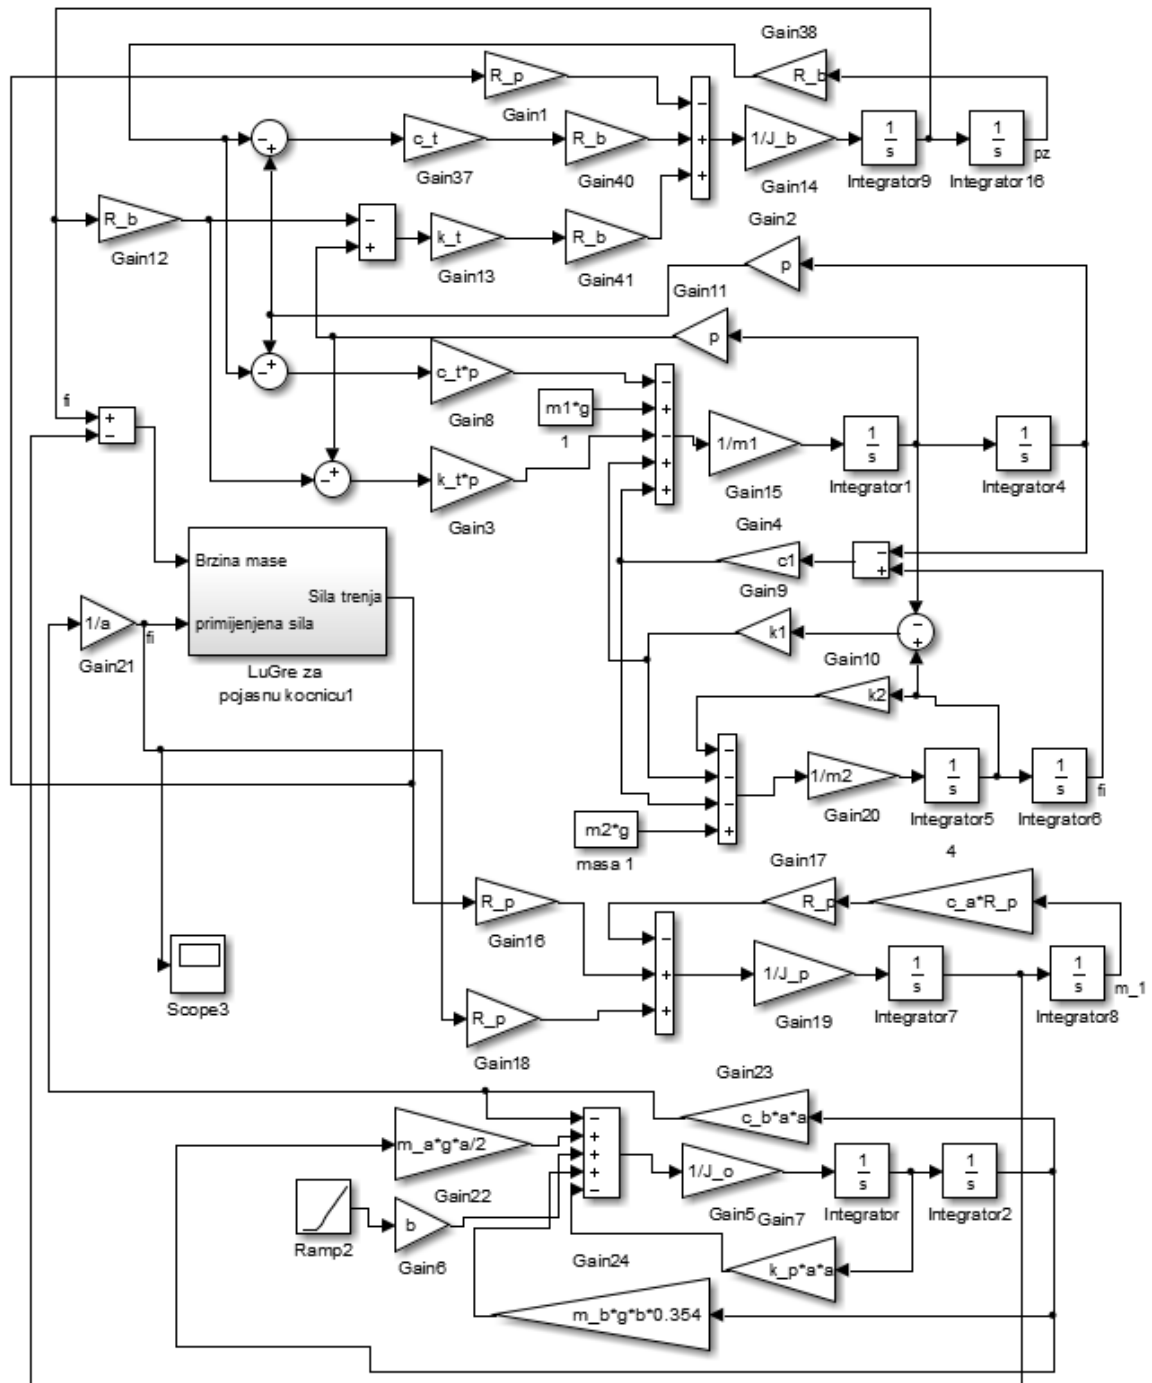 Gain38
R_b
R_p
Gain1
-
+
+
1/J_b
Gain14
1
s
Integrator9
1
s
Integrator16
pz
-
+
c_t
Gain37
R_b
Gain40
R_b
Gain12
-
+
k_t
Gain13
R_b
Gain41
Gain2
p
Gain11
p
-
+
c_t*p
Gain8
m1*g
1
-
+
-
+
+
1/m1
Gain15
1
s
Integrator1
1
s
Integrator4
fi
+
-
-
+
k_t*p
Gain3
Gain4
c1
-
+
Gain9
k1
-
+
Gain10
k2
Brzina mase
Sila trenja
primijenjena sila
LuGre za
pojasnu kocnicu1
1/a
fi
Gain21
-
-
-
+
1/m2
Gain20
1
s
Integrator5
1
s
Integrator6
fi
m2*g
masa 1
4
Gain17
R_p
c_a*R_p
R_p
Gain16
-
+
+
1/J_p
Gain19
1
s
Integrator7
1
s
Integrator8
m_1
Scope3
R_p
Gain18
Gain23
c_b*a*a
m_a*g*a/2
Gain22
-
+
+
+
-
1/J_o
Gain5
1
s
Integrator
1
s
Integrator2
Ramp2
b
Gain6
Gain7
k_p*a*a
Gain24
m_b*g*b*0.354